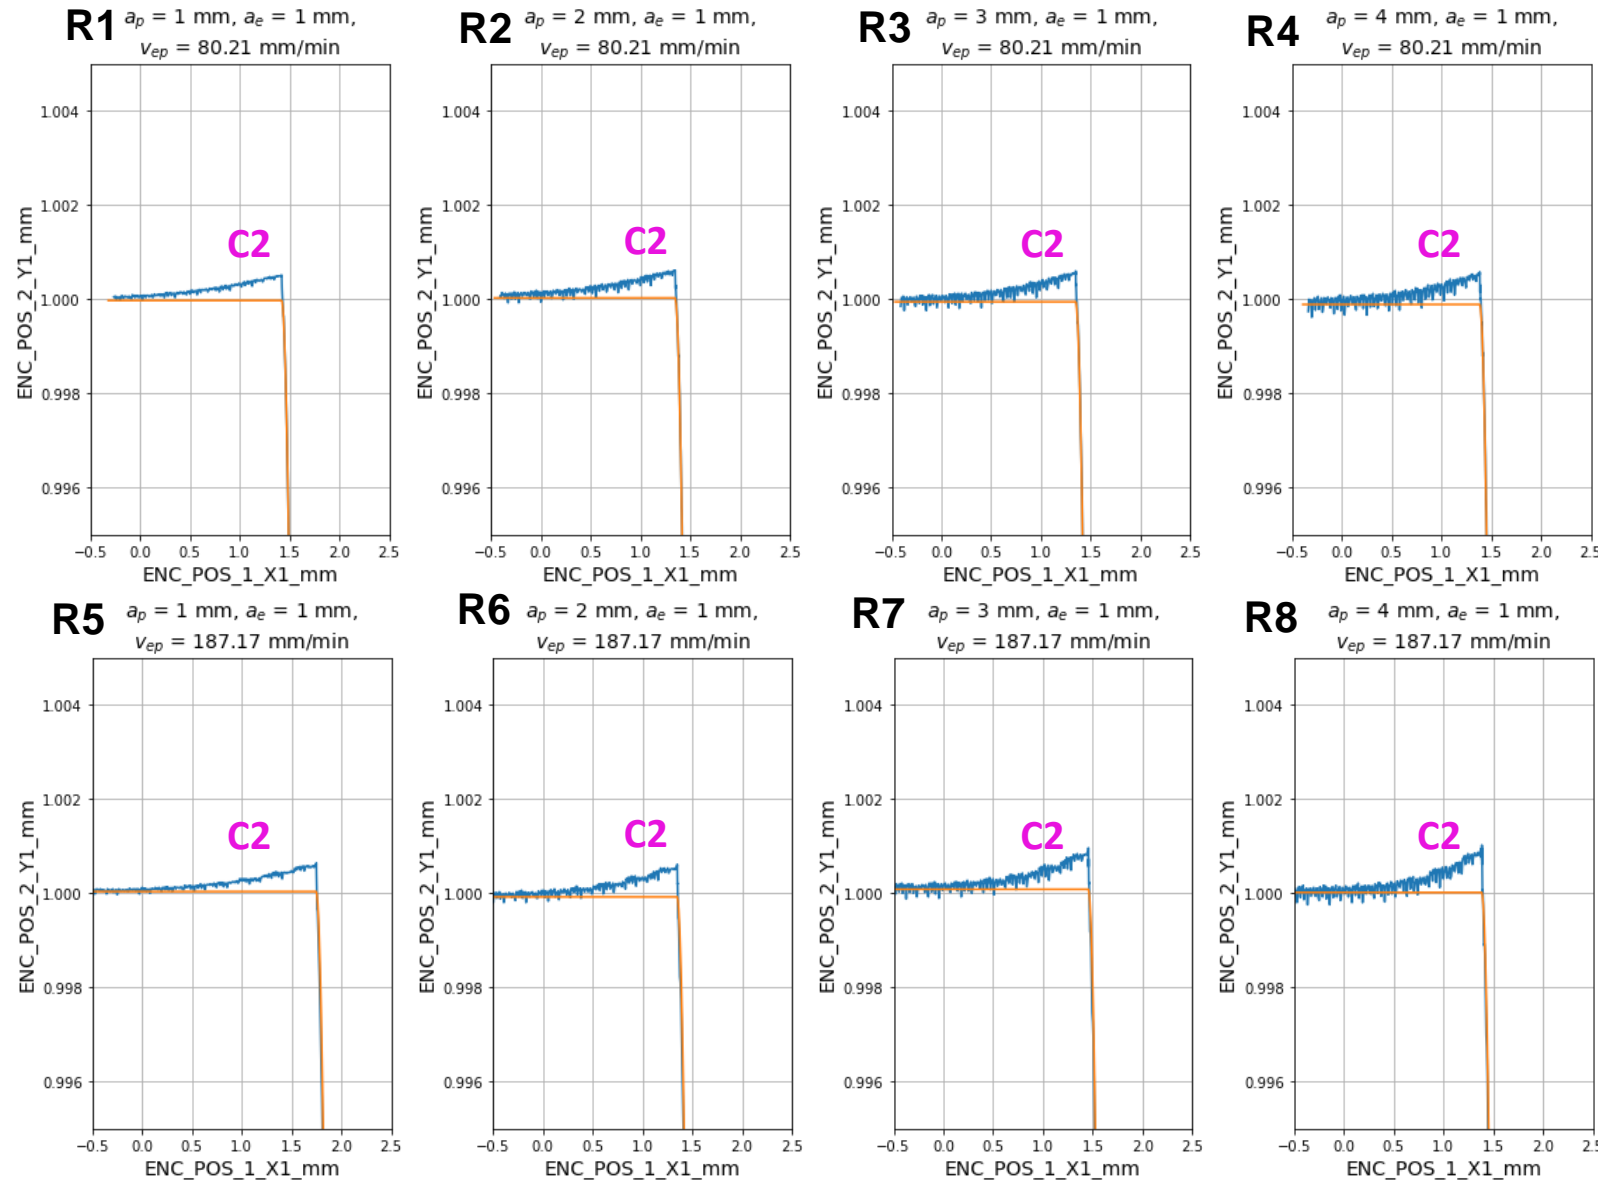 R1 aₚ = 1 mm, aₑ = 1 mm,
vₑₚ = 80.21 mm/min
1.004
1.002
1.000
0.998
0.996
ENC_POS_2_Y1_mm
C2
−0.5 0.0 0.5 1.0 1.5 2.0 2.5
ENC_POS_1_X1_mm
R2 aₚ = 2 mm, aₑ = 1 mm,
vₑₚ = 80.21 mm/min
1.004
1.002
1.000
0.998
0.996
ENC_POS_2_Y1_mm
C2
−0.5 0.0 0.5 1.0 1.5 2.0 2.5
ENC_POS_1_X1_mm
R3 aₚ = 3 mm, aₑ = 1 mm,
vₑₚ = 80.21 mm/min
1.004
1.002
1.000
0.998
0.996
ENC_POS_2_Y1_mm
C2
−0.5 0.0 0.5 1.0 1.5 2.0 2.5
ENC_POS_1_X1_mm
R4 aₚ = 4 mm, aₑ = 1 mm,
vₑₚ = 80.21 mm/min
1.004
1.002
1.000
0.998
0.996
ENC_POS_2_Y1_mm
C2
−0.5 0.0 0.5 1.0 1.5 2.0 2.5
ENC_POS_1_X1_mm
R5 aₚ = 1 mm, aₑ = 1 mm,
vₑₚ = 187.17 mm/min
1.004
1.002
1.000
0.998
0.996
ENC_POS_2_Y1_mm
C2
−0.5 0.0 0.5 1.0 1.5 2.0 2.5
ENC_POS_1_X1_mm
R6 aₚ = 2 mm, aₑ = 1 mm,
vₑₚ = 187.17 mm/min
1.004
1.002
1.000
0.998
0.996
ENC_POS_2_Y1_mm
C2
−0.5 0.0 0.5 1.0 1.5 2.0 2.5
ENC_POS_1_X1_mm
R7 aₚ = 3 mm, aₑ = 1 mm,
vₑₚ = 187.17 mm/min
1.004
1.002
1.000
0.998
0.996
ENC_POS_2_Y1_mm
C2
−0.5 0.0 0.5 1.0 1.5 2.0 2.5
ENC_POS_1_X1_mm
R8 aₚ = 4 mm, aₑ = 1 mm,
vₑₚ = 187.17 mm/min
1.004
1.002
1.000
0.998
0.996
ENC_POS_2_Y1_mm
C2
−0.5 0.0 0.5 1.0 1.5 2.0 2.5
ENC_POS_1_X1_mm